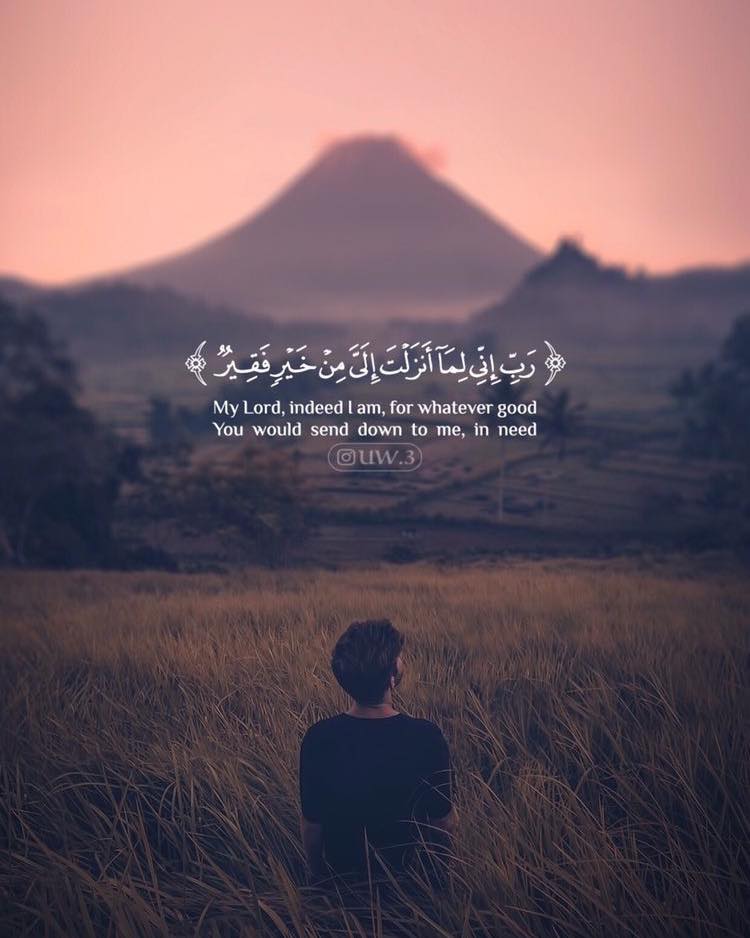 ﴿ رَبِّ إِنِّي لِمَآ أَنزَلْتَ إِلَىَّ مِنْ خَيْرٍ فَقِيرٌ ﴾
My Lord, indeed I am, for whatever good
You would send down to me, in need
uw.3